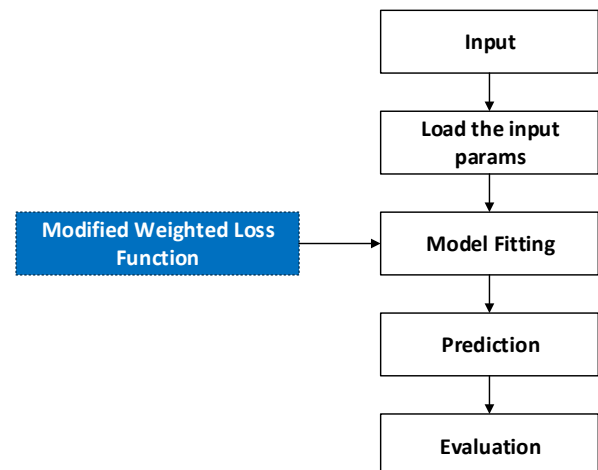 Input
Load the input
params
Modified Weighted Loss
Function
Model Fitting
Prediction
Evaluation